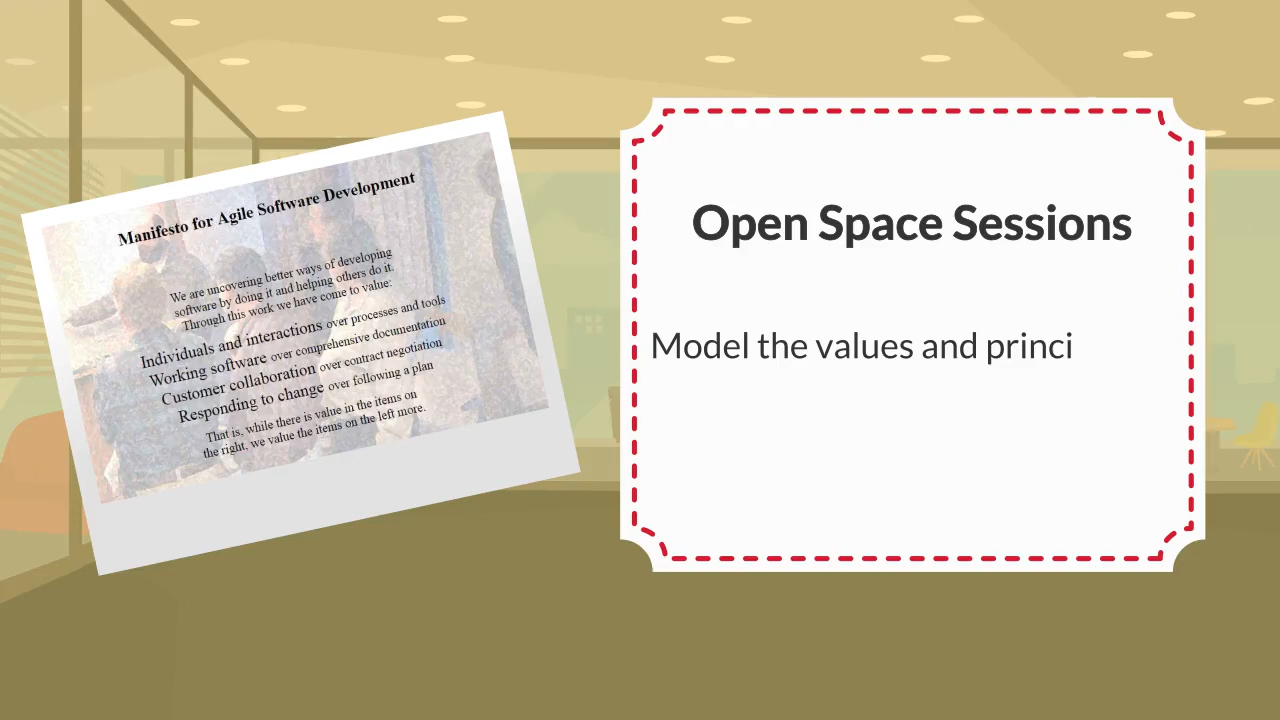 Manifesto for Agile Software Development
We are uncovering better ways of developing
software by doing it and helping others do it.
Through this work we have come to value:
Individuals and interactions over processes and tools
Working software over comprehensive documentation
Customer collaboration over contract negotiation
Responding to change over following a plan
That is, while there is value in the items on
the right, we value the items on the left more.
Open Space Sessions
Model the values and princi